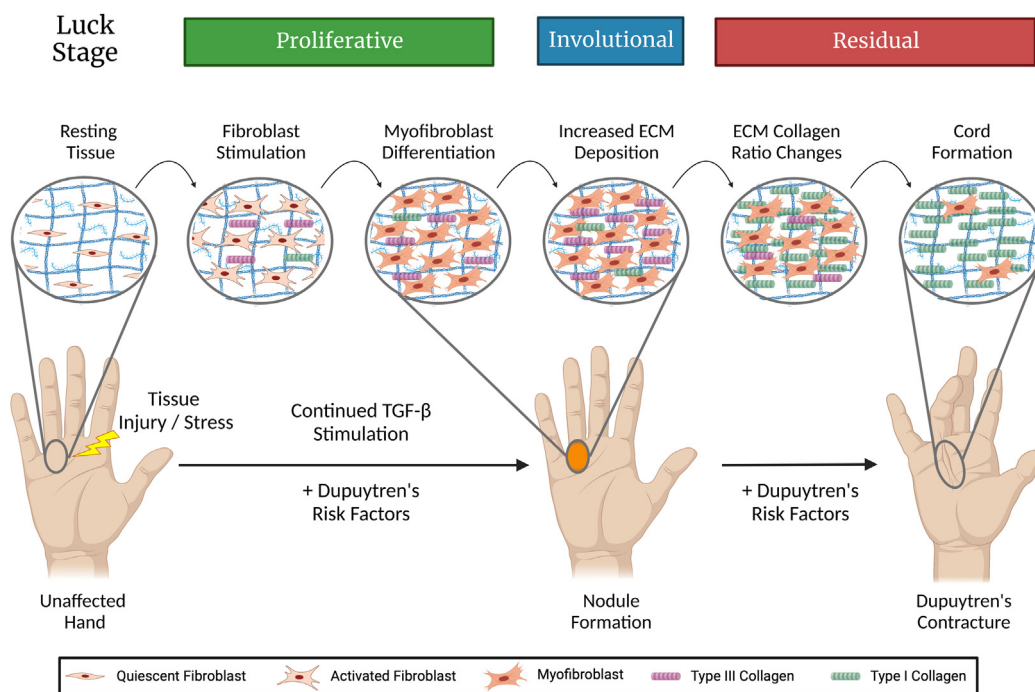 Luck
Stage
Proliferative
Involutional
Residual
Resting
Tissue
Fibroblast
Stimulation
Myofibroblast
Differentiation
Increased ECM
Deposition
ECM Collagen
Ratio Changes
Cord
Formation
Tissue
Injury / Stress
Continued TGF-β
Stimulation
+ Dupuytren's
Risk Factors
+ Dupuytren's
Risk Factors
Unaffected
Hand
Nodule
Formation
Dupuytren's
Contracture
Quiescent Fibroblast
Activated Fibroblast
Myofibroblast
Type III Collagen
Type I Collagen